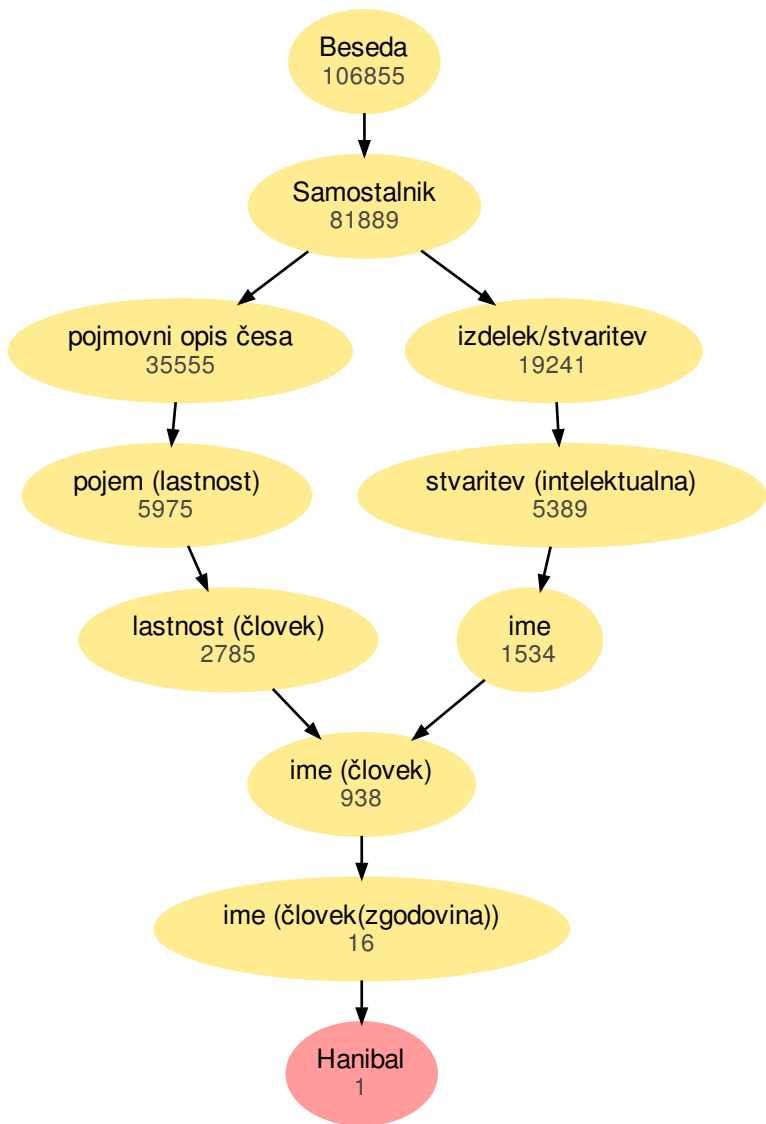 Beseda
106855
Samostalnik
81889
pojmovni opis česa
35555
izdelek/stvaritev
19241
pojem (lastnost)
5975
stvaritev (intelektualna)
5389
lastnost (človek)
2785
ime
1534
ime (človek)
938
ime (človek(zgodovina))
16
Hanibal
1